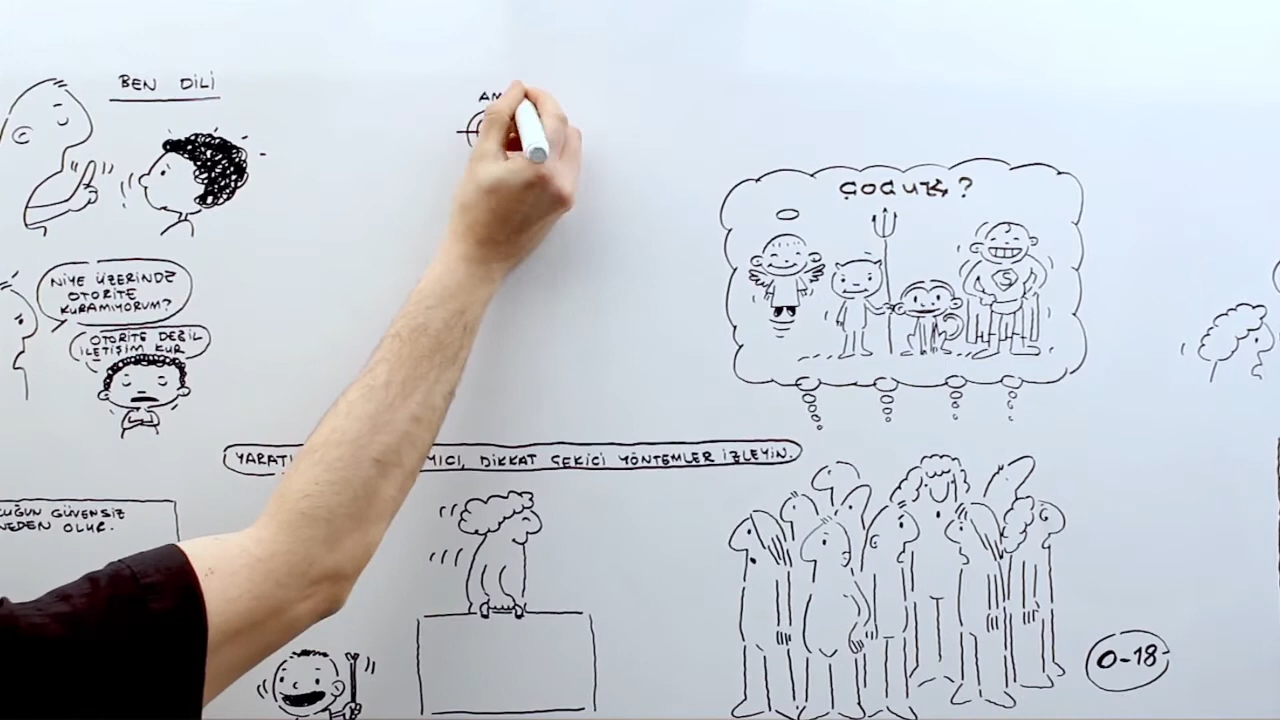 BEN DİLİ
AM
ÇOCUK?
S
NİYE ÜZERİNDE
OTORİTE
KURAMIYORUM?
OTORİTE DEĞİL
İLETİŞİM KUR
DİKKAT ÇEKİCİ YÖNTEMLER İZLEYİN.
GÜVENSİZ
NEDEN OLUR.
0-18